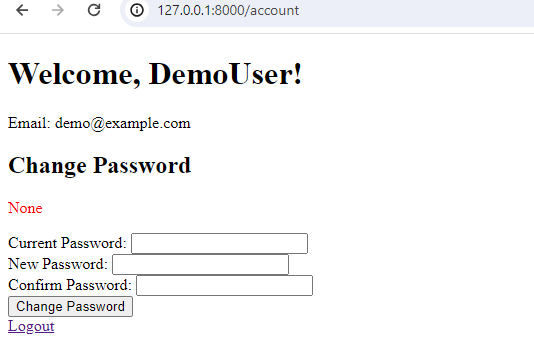 127.0.0.1:8000/account
Welcome, DemoUser!
Email: demo@example.com
Change Password
None
Current Password:
New Password:
Confirm Password:
Change Password
Logout